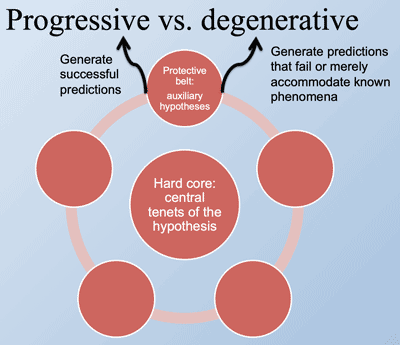 Progressive vs. degenerative
Generate
successful
predictions
Protective
belt:
auxiliary
hypotheses
Generate predictions
that fail or merely
accommodate known
phenomena
Hard core:
central
tenets of the
hypothesis